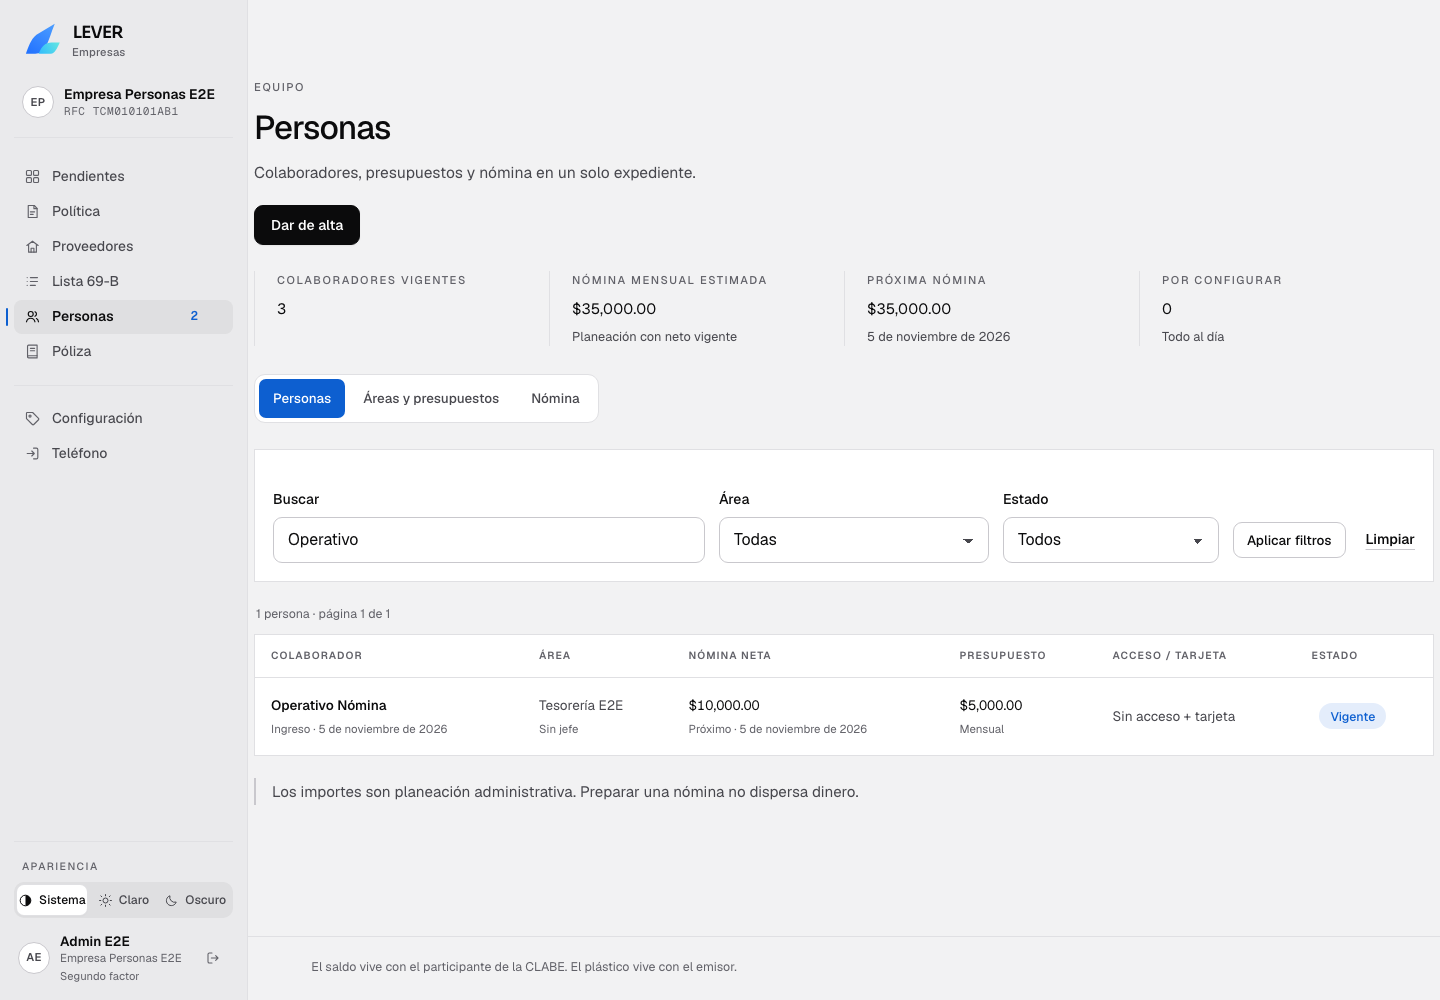 LEVER
Empresas
EP
Empresa Personas E2E
RFC TCM010101AB1
Pendientes
Política
Proveedores
Lista 69-B
Personas 2
Póliza
Configuración
Teléfono
APARIENCIA
Sistema Claro Oscuro
AE
Admin E2E
Empresa Personas E2E
Segundo factor
EQUIPO
Personas
Colaboradores, presupuestos y nómina en un solo expediente.
Dar de alta
COLABORADORES VIGENTES
3
NÓMINA MENSUAL ESTIMADA
$35,000.00
Planeación con neto vigente
PRÓXIMA NÓMINA
$35,000.00
5 de noviembre de 2026
POR CONFIGURAR
0
Todo al día
Personas Áreas y presupuestos Nómina
Buscar Área Estado
Operativo Todas Todos Aplicar filtros Limpiar
1 persona · página 1 de 1
COLABORADOR ÁREA NÓMINA NETA PRESUPUESTO ACCESO / TARJETA ESTADO
Operativo Nómina Tesorería E2E $10,000.00 $5,000.00 Sin acceso + tarjeta Vigente
Ingreso · 5 de noviembre de 2026 Sin jefe Próximo · 5 de noviembre de 2026 Mensual
Los importes son planeación administrativa. Preparar una nómina no dispersa dinero.
El saldo vive con el participante de la CLABE. El plástico vive con el emisor.